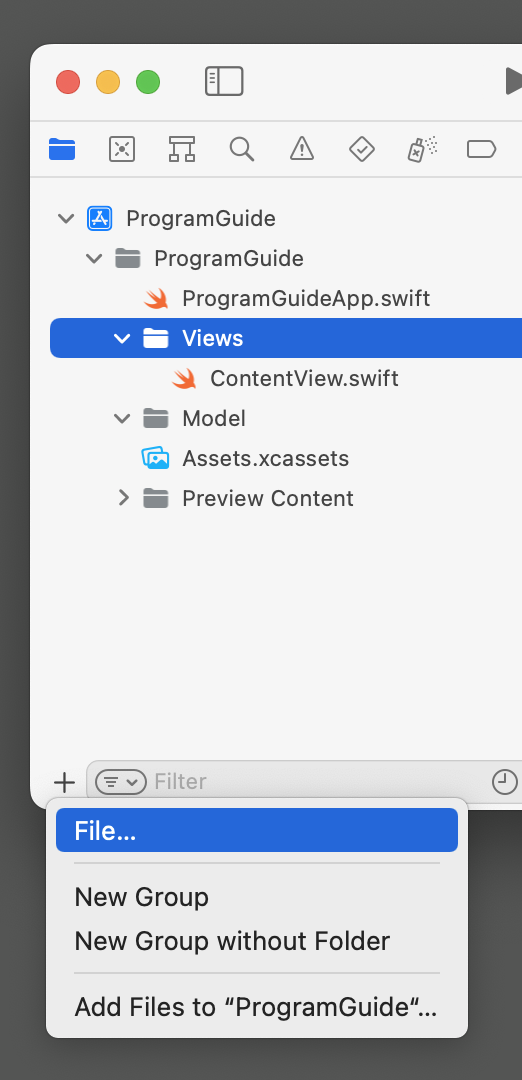 ProgramGuide
ProgramGuide
ProgramGuideApp.swift
Views
ContentView.swift
Model
Assets.xcassets
Preview Content
Filter
File...
New Group
New Group without Folder
Add Files to “ProgramGuide“...